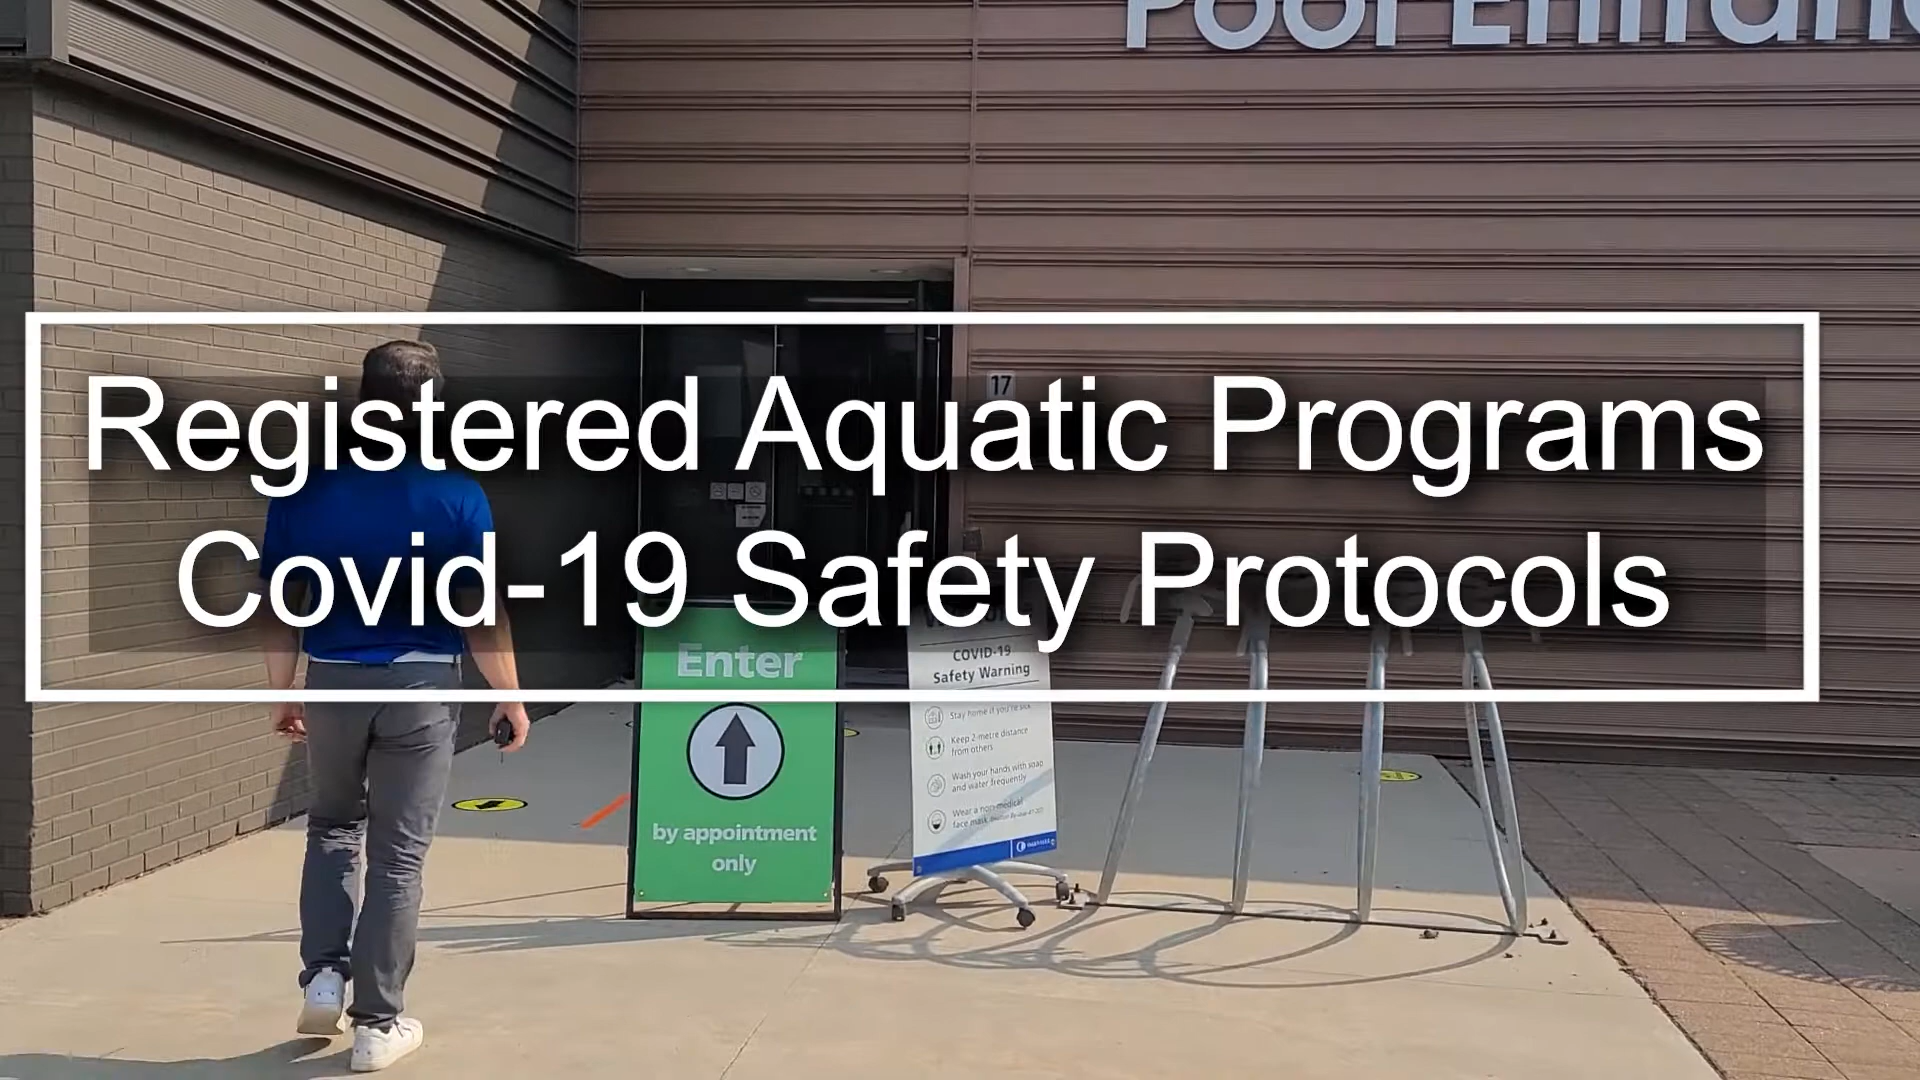 Pool Entran
17
Registered Aquatic Programs
Covid-19 Safety Protocols
Enter
by appointment
only
COVID-19
Safety Warning
Stay home if you're sick
Keep 2-metre distance
from others
Wash your hands with soap
and water frequently
Wear a non-medical
face mask